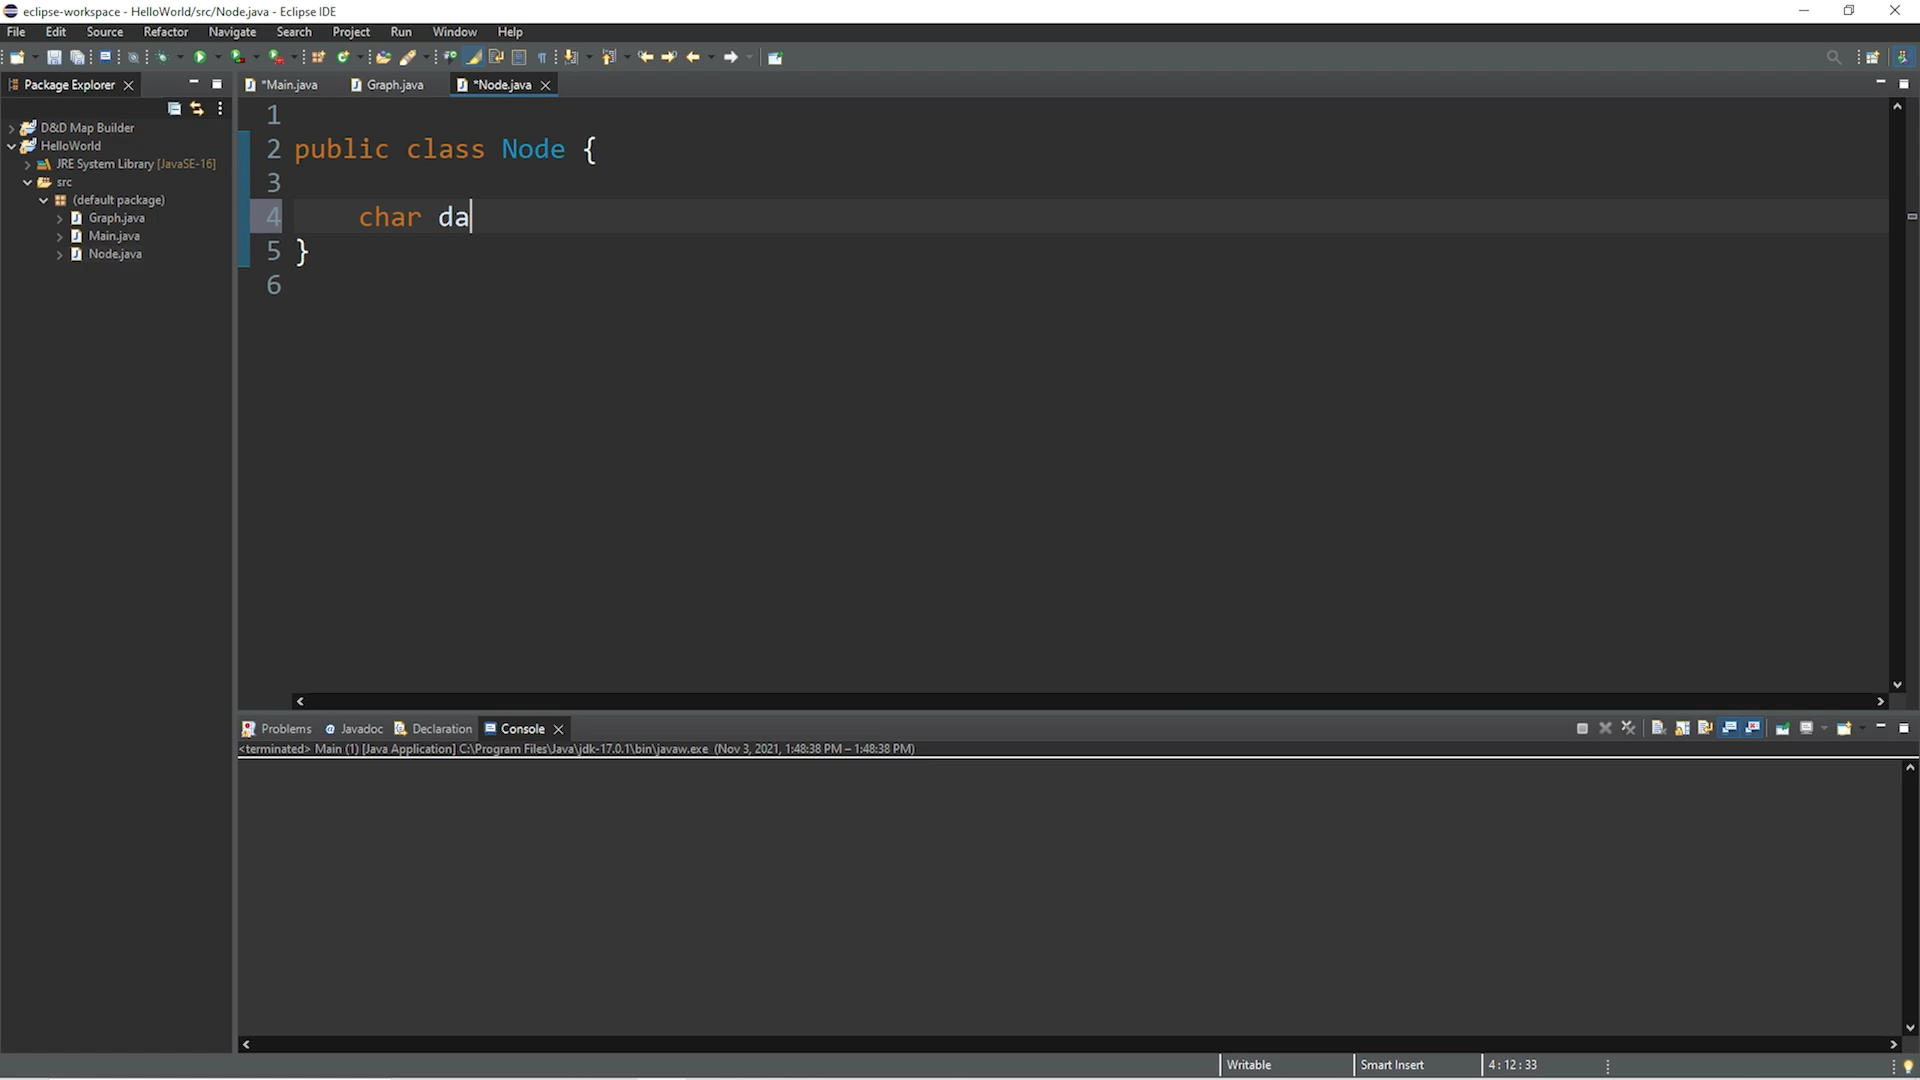 eclipse-workspace - HelloWorld/src/Node.java - Eclipse IDE
File Edit Source Refactor Navigate Search Project Run Window Help
Package Explorer
*Main.java Graph.java *Node.java
D&D Map Builder
HelloWorld
JRE System Library [JavaSE-16]
src
(default package)
Graph.java
Main.java
Node.java
1
2 public class Node {
3
4 char da
5 }
6
Problems Javadoc Declaration Console
<terminated> Main (1) [Java Application] C:\Program Files\Java\jdk-17.0.1\bin\javaw.exe (Nov 3, 2021, 1:48:38 PM – 1:48:38 PM)
Writable Smart Insert 4 : 12 : 33